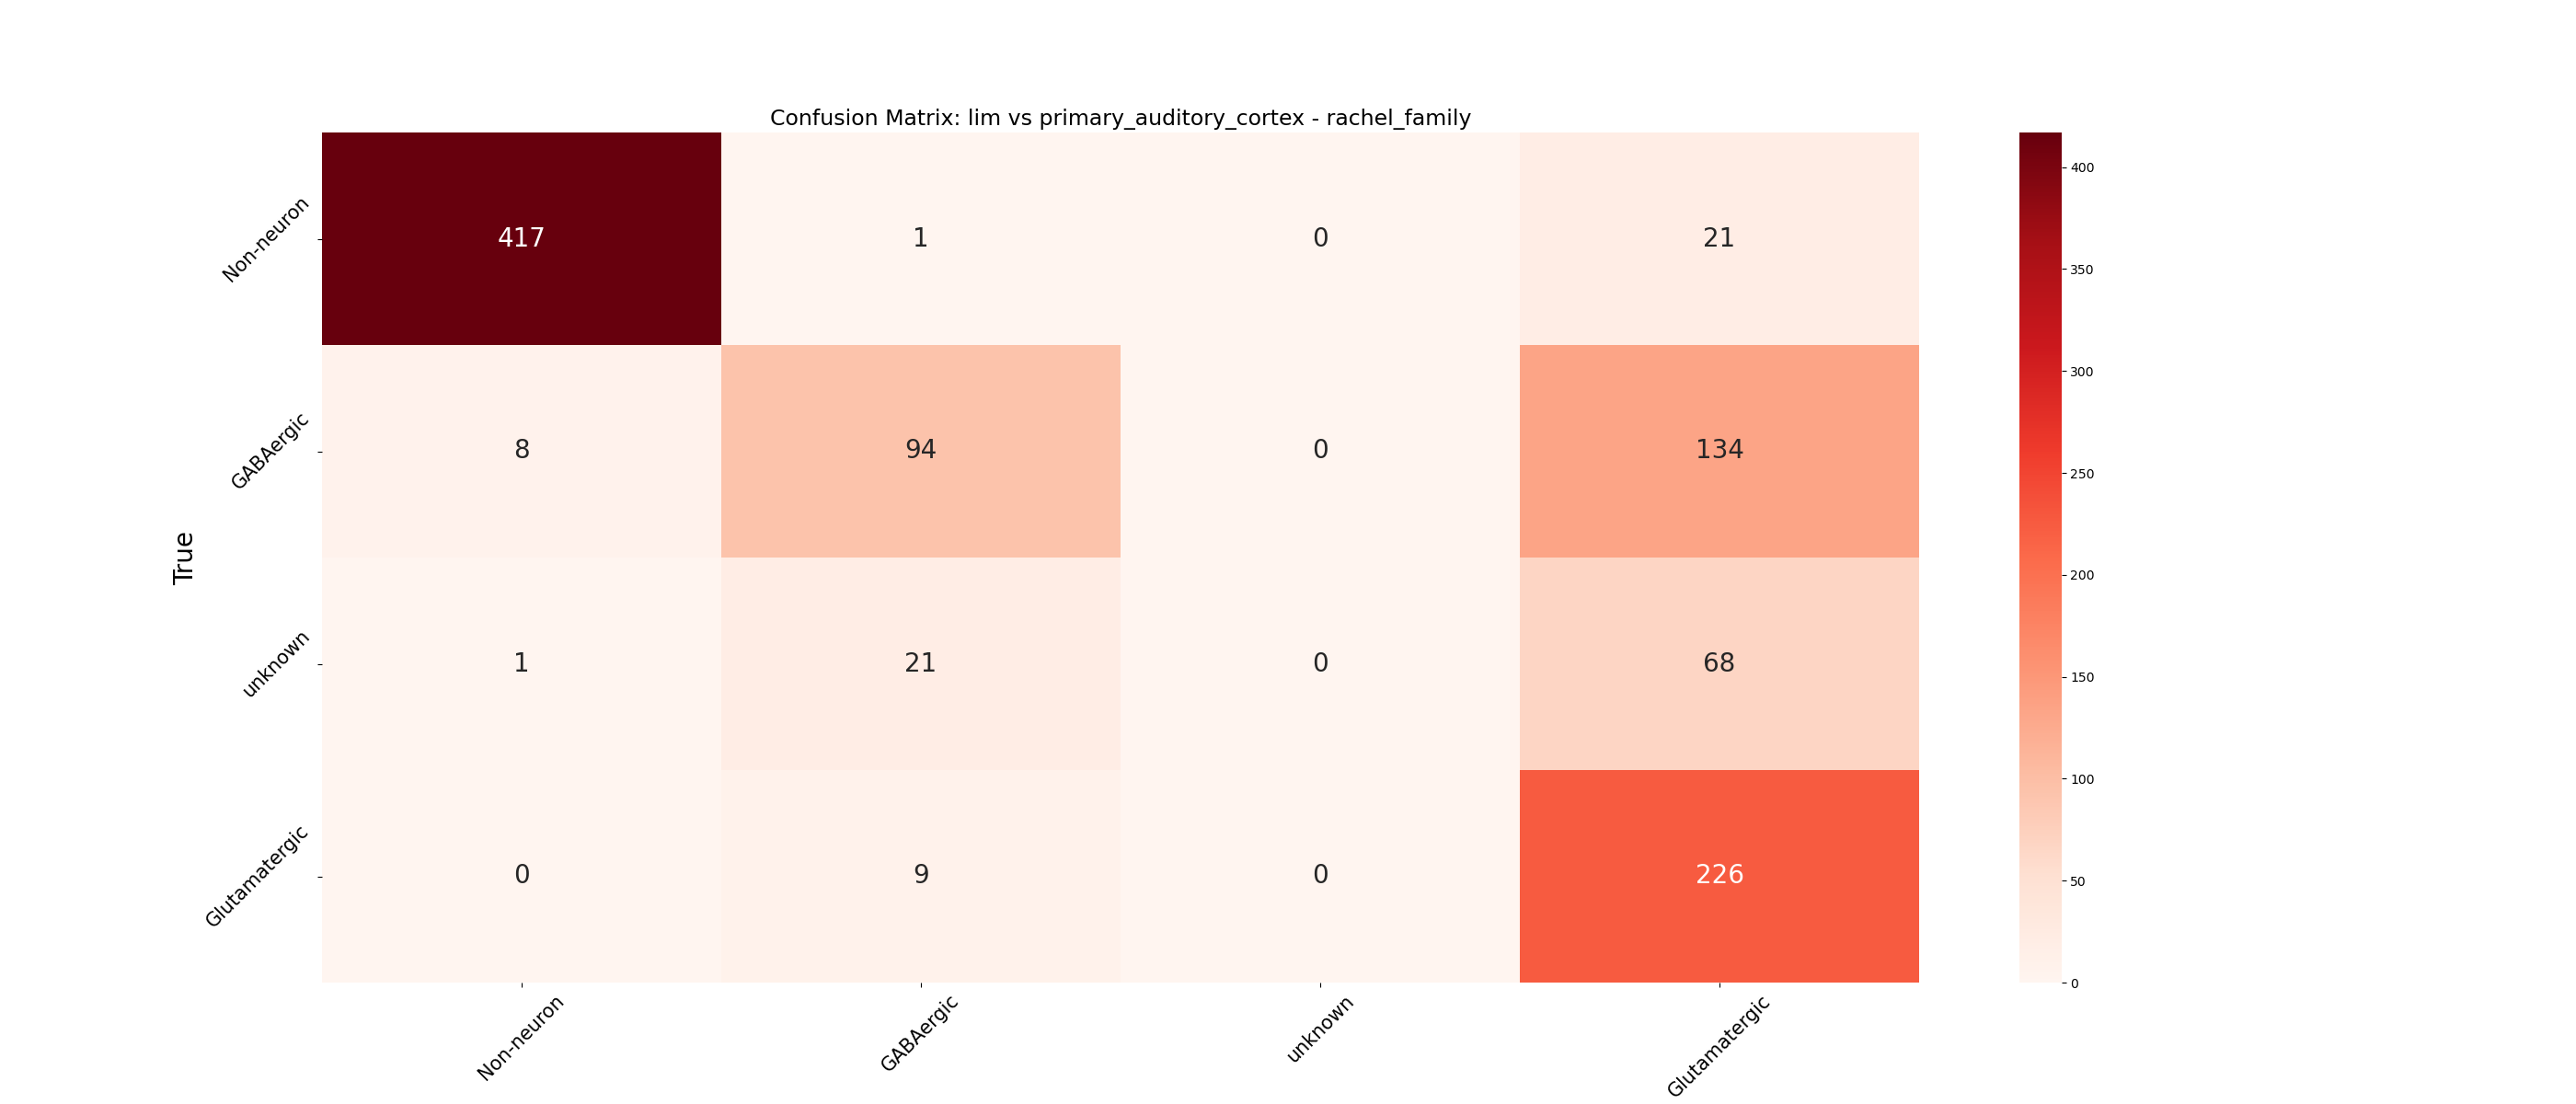 Confusion Matrix: lim vs primary_auditory_cortex - rachel_family
True
Non-neuron
417
1
0
21
GABAergic
8
94
0
134
unknown
1
21
0
68
Glutamatergic
0
9
0
226
Non-neuron
GABAergic
unknown
Glutamatergic
400
350
300
250
200
150
100
50
0